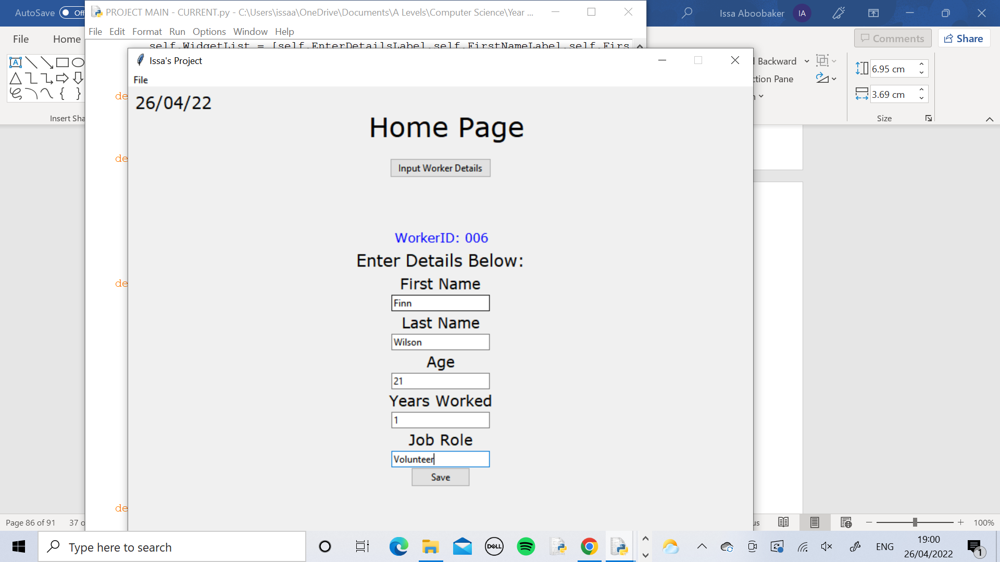 AutoSave Off
PROJECT MAIN - CURRENT.py - C:\Users\issaa\OneDrive\Documents\A Levels\Computer Science\Year ...
Issa Aboobaker IA
File Home
File Edit Format Run Options Window Help
Comments Share
self.WidgetList = [self.EnterDetailsLabel,self.FirstNameLabel,self.Firs
Issa's Project
Backward
6.95 cm
File
ction Pane
3.69 cm
de
26/04/22
Insert Sha
Size
Home Page
de
Input Worker Details
WorkerID: 006
Enter Details Below:
de
First Name
Finn
Last Name
Wilson
Age
21
Years Worked
1
Job Role
Volunteer
Save
de
Page 86 of 91 37 o
us
100%
Type here to search
DELL
ENG
19:00
26/04/2022
1